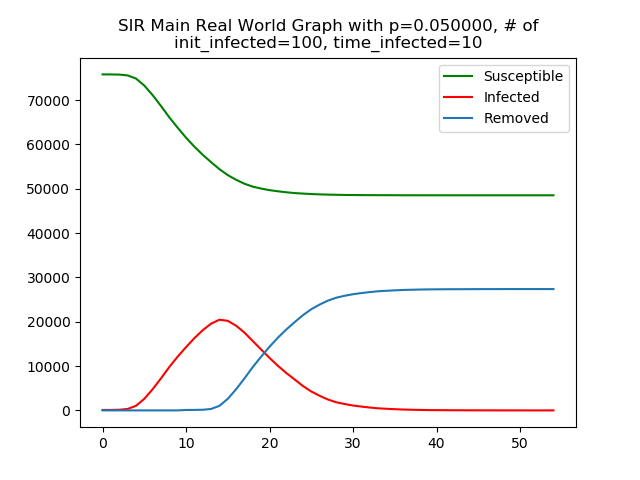 SIR Main Real World Graph with p=0.050000, # of
init_infected=100, time_infected=10
Susceptible
Infected
Removed
70000
60000
50000
40000
30000
20000
10000
0
0 10 20 30 40 50